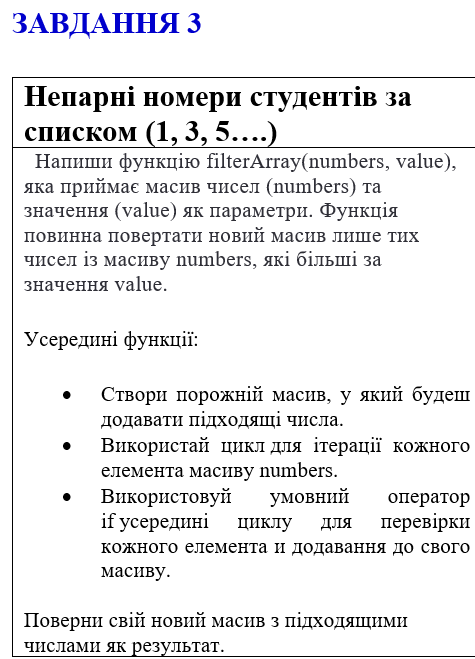 ЗАВДАННЯ 3
Непарні номери студентів за
списком (1, 3, 5….)
Напиши функцію filterArray(numbers, value),
яка приймає масив чисел (numbers) та
значення (value) як параметри. Функція
повинна повертати новий масив лише тих
чисел із масиву numbers, які більші за
значення value.
Усередині функції:
• Створи порожній масив, у який будеш
додавати підходящі числа.
• Використай цикл для ітерації кожного
елемента масиву numbers.
• Використовуй умовний оператор
if усередині циклу для перевірки
кожного елемента и додавання до свого
масиву.
Поверни свій новий масив з підходящими
числами як результат.